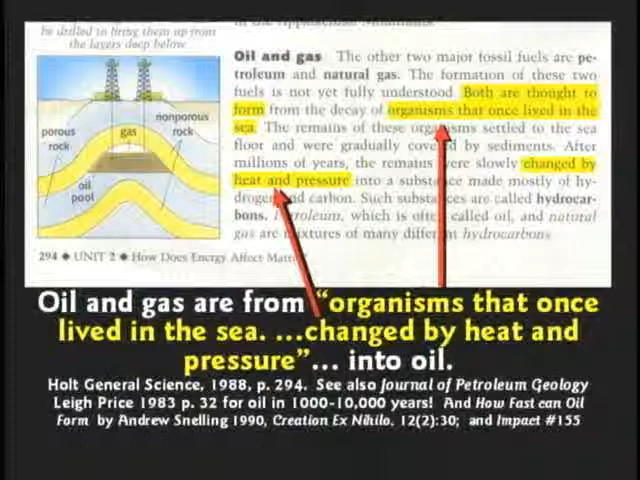 be drilled to bring them up from
the layers deep below
porous
rock
gas
nonporous
rock
oil
pool
294 ◆ UNIT 2 ◆ How Does Energy Affect
Oil and gas The other two major fossil fuels are pe-
troleum and natural gas. The formation of these two
fuels is not yet fully understood Both are thought to
form from the decay of organisms that once lived in the
sea. The remains of these organisms settled to the sea
floor and were gradually covered by sediments. After
millions of years, the remains were slowly changed by
heat and pressure into a substance made mostly of hy-
drogen and carbon. Such substances are called hydrocar-
bons. Petroleum, which is often called oil, and natural
gas are mixtures of many different hydrocarbons
Oil and gas are from “organisms that once
lived in the sea. ...changed by heat and
pressure”... into oil.
Holt General Science, 1988, p. 294. See also Journal of Petroleum Geology
Leigh Price 1983 p. 32 for oil in 1000-10,000 years! And How Fast can Oil
Form by Andrew Snelling 1990, Creation Ex Nihilo, 12(2):30; and Impact #155